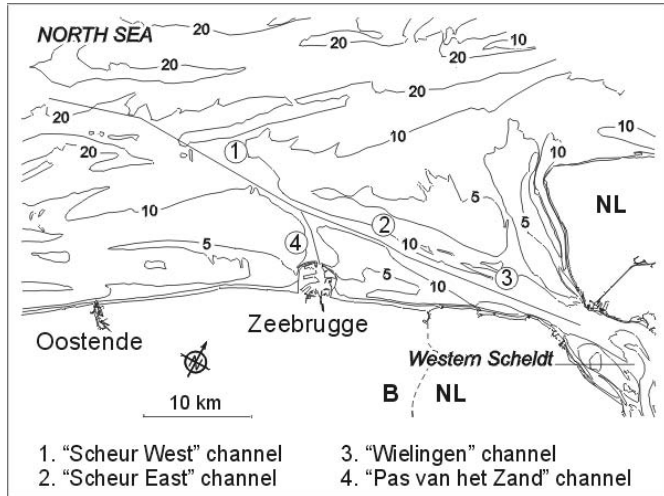 NORTH SEA
20
10
20
20
10
20
20
10
1
10
20
5
5
NL
10
2
5
4
10
5
3
5
10
Zeebrugge
Oostende
Western Scheldt
B
NL
10 km
1. “Scheur West” channel
2. “Scheur East” channel
3. “Wielingen” channel
4. “Pas van het Zand” channel